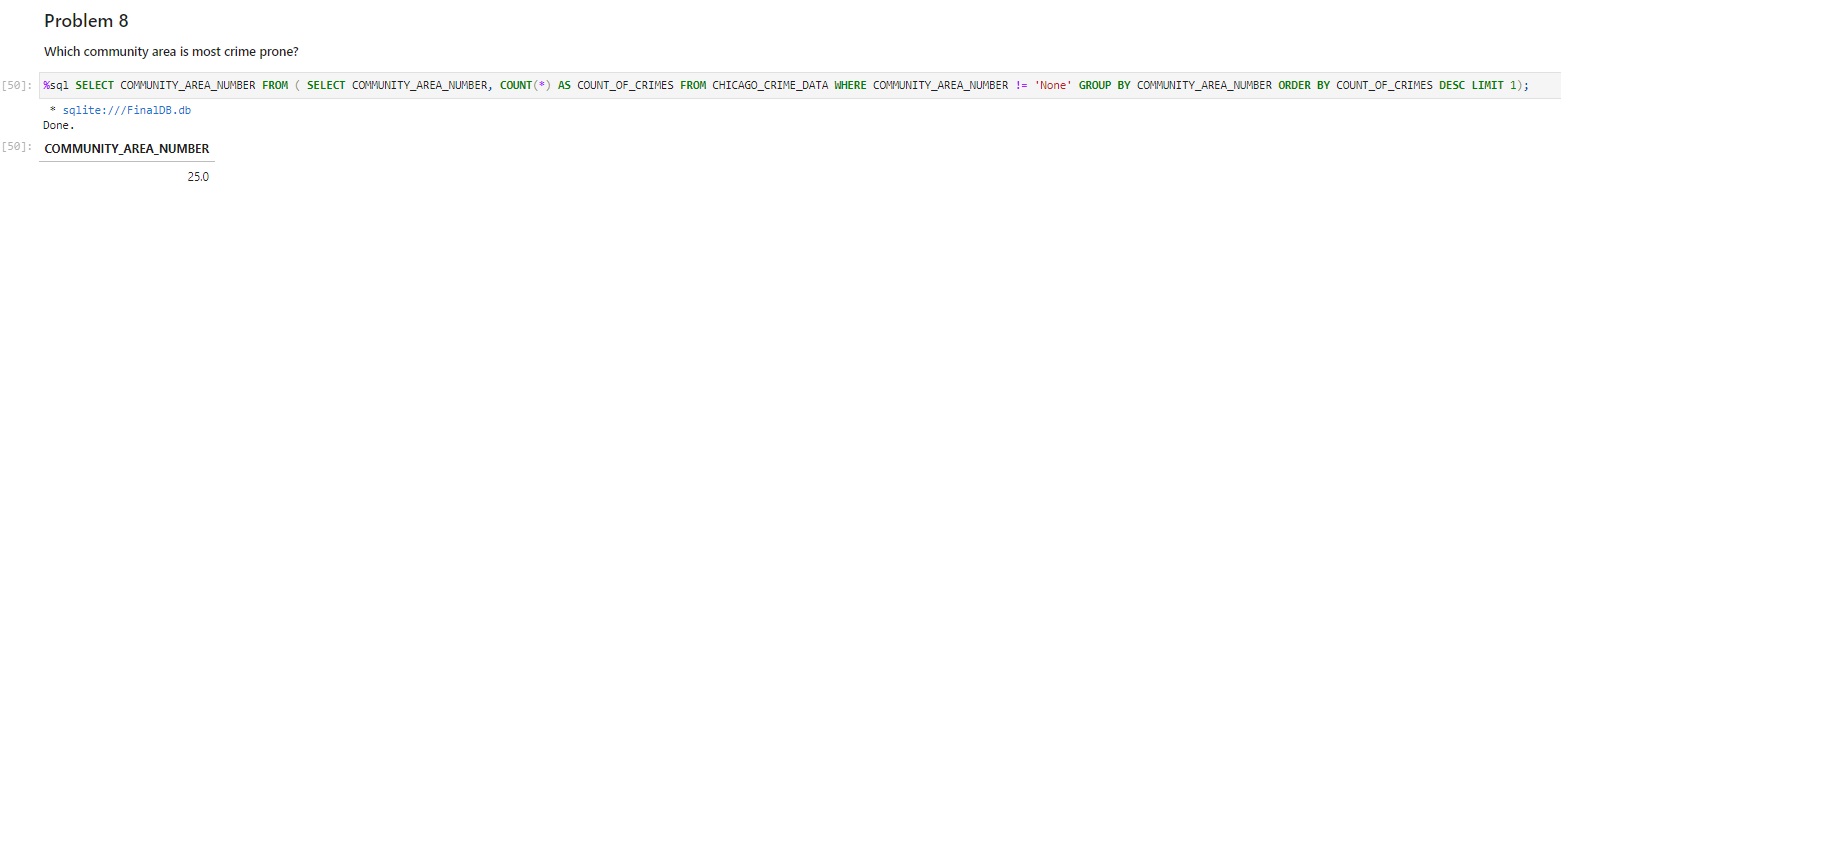 Problem 8
Which community area is most crime prone?
[50]: %sql SELECT COMMUNITY_AREA_NUMBER FROM ( SELECT COMMUNITY_AREA_NUMBER, COUNT(*) AS COUNT_OF_CRIMES FROM CHICAGO_CRIME_DATA WHERE COMMUNITY_AREA_NUMBER != 'None' GROUP BY COMMUNITY_AREA_NUMBER ORDER BY COUNT_OF_CRIMES DESC LIMIT 1);
* sqlite:///FinalDB.db
Done.
[50]: COMMUNITY_AREA_NUMBER
25.0